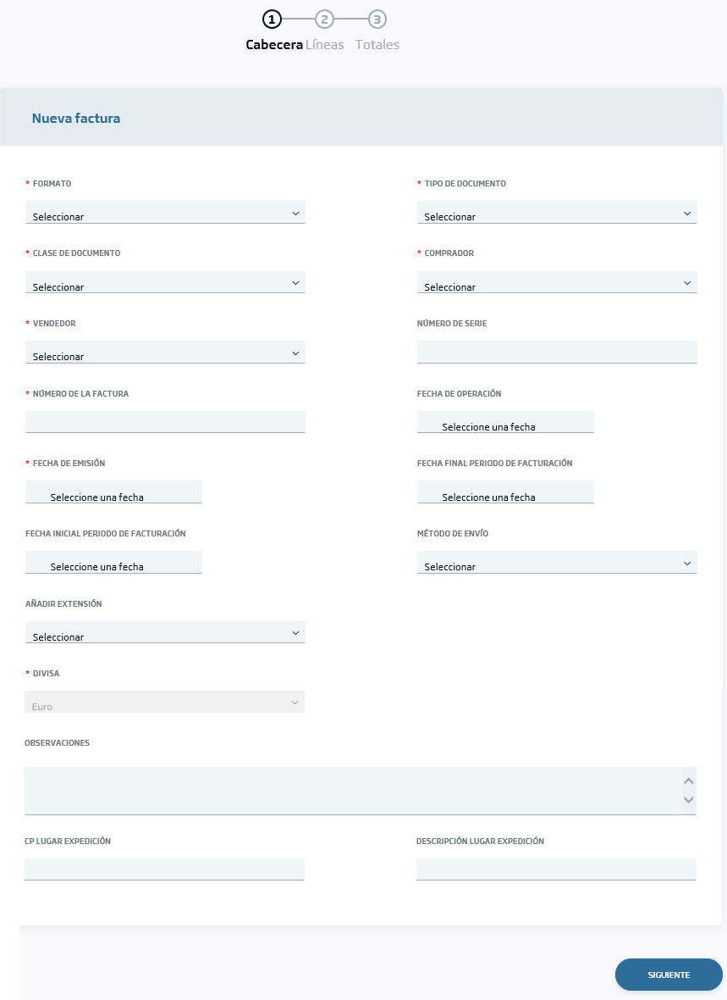 1 2 3
Cabecera Líneas Totales
Nueva factura
* FORMATO * TIPO DE DOCUMENTO
Seleccionar Seleccionar
* CLASE DE DOCUMENTO * COMPRADOR
Seleccionar Seleccionar
* VENDEDOR NÚMERO DE SERIE
Seleccionar
* NÚMERO DE LA FACTURA FECHA DE OPERACIÓN
Seleccione una fecha
* FECHA DE EMISIÓN FECHA FINAL PERIODO DE FACTURACIÓN
Seleccione una fecha Seleccione una fecha
FECHA INICIAL PERIODO DE FACTURACIÓN MÉTODO DE ENVÍO
Seleccione una fecha Seleccionar
AÑADIR EXTENSIÓN
Seleccionar
* DIVISA
Euro
OBSERVACIONES
CP LUGAR EXPEDICIÓN DESCRIPCIÓN LUGAR EXPEDICIÓN
SIGUIENTE